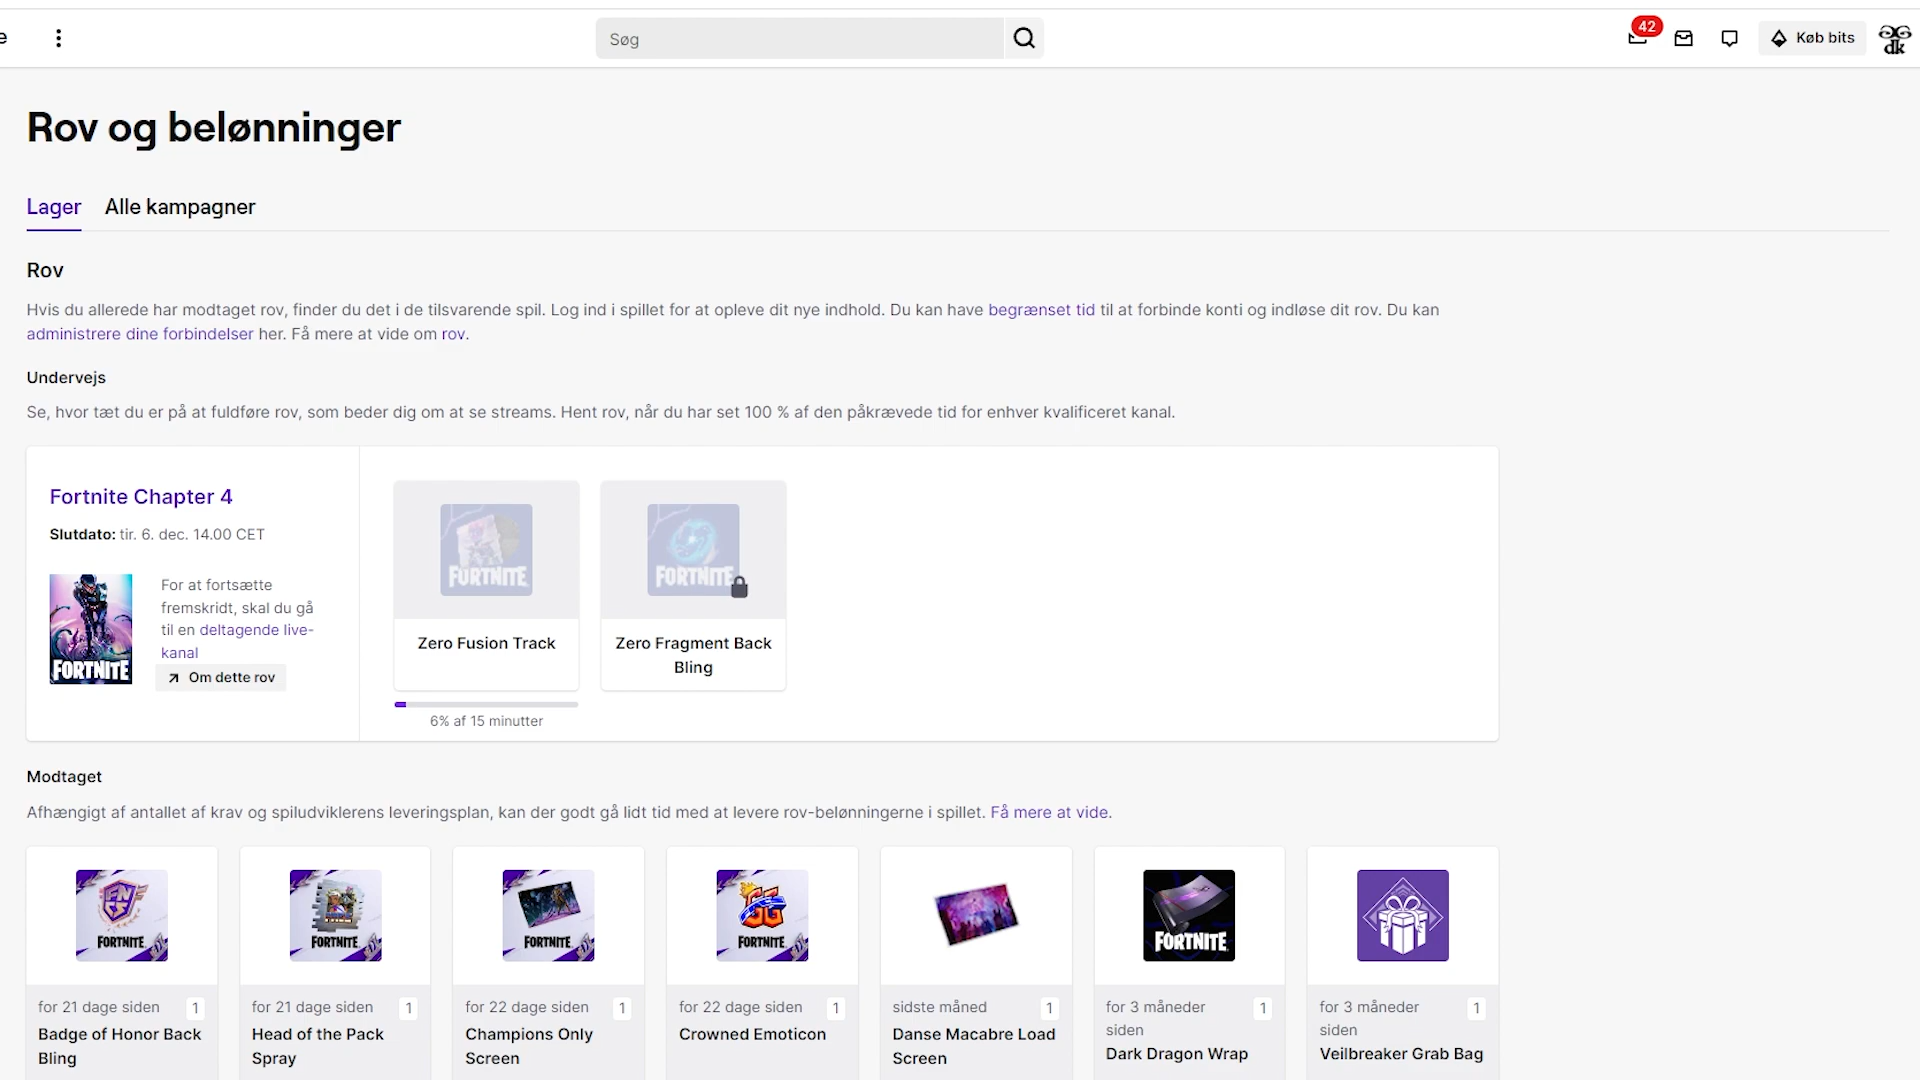 e
Søg
42
Køb bits
dk
Rov og belønninger
Lager
Alle kampagner
Rov
Hvis du allerede har modtaget rov, finder du det i de tilsvarende spil. Log ind i spillet for at opleve dit nye indhold. Du kan have begrænset tid til at forbinde konti og indløse dit rov. Du kan
administrere dine forbindelser her. Få mere at vide om rov.
Undervejs
Se, hvor tæt du er på at fuldføre rov, som beder dig om at se streams. Hent rov, når du har set 100 % af den påkrævede tid for enhver kvalificeret kanal.
Fortnite Chapter 4
Slutdato: tir. 6. dec. 14.00 CET
FORTNITE
For at fortsætte
fremskridt, skal du gå
til en deltagende live-
kanal
Om dette rov
FORTNITE
Zero Fusion Track
6% af 15 minutter
FORTNITE
Zero Fragment Back
Bling
Modtaget
Afhængigt af antallet af krav og spiludviklerens leveringsplan, kan der godt gå lidt tid med at levere rov-belønningerne i spillet. Få mere at vide.
FORTNITE
for 21 dage siden
1
Badge of Honor Back
Bling
FORTNITE
for 21 dage siden
1
Head of the Pack
Spray
FORTNITE
for 22 dage siden
1
Champions Only
Screen
GG
FORTNITE
for 22 dage siden
1
Crowned Emoticon
sidste måned
1
Danse Macabre Load
Screen
FORTNITE
for 3 måneder
siden
1
Dark Dragon Wrap
for 3 måneder
siden
1
Veilbreaker Grab Bag